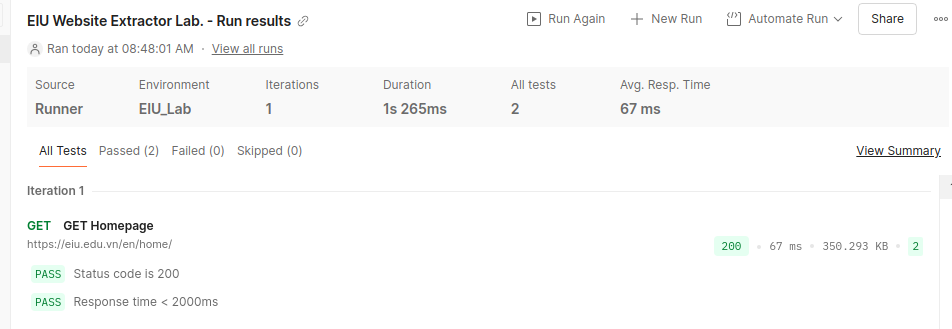 EIU Website Extractor Lab. - Run results
Run Again
New Run
Automate Run
Share
Ran today at 08:48:01 AM · View all runs
Source Environment Iterations Duration All tests Avg. Resp. Time
Runner EIU_Lab 1 1s 265ms 2 67 ms
All Tests Passed (2) Failed (0) Skipped (0) View Summary
Iteration 1
GET GET Homepage
https://eiu.edu.vn/en/home/
200 • 67 ms • 350.293 KB • 2
PASS Status code is 200
PASS Response time < 2000ms